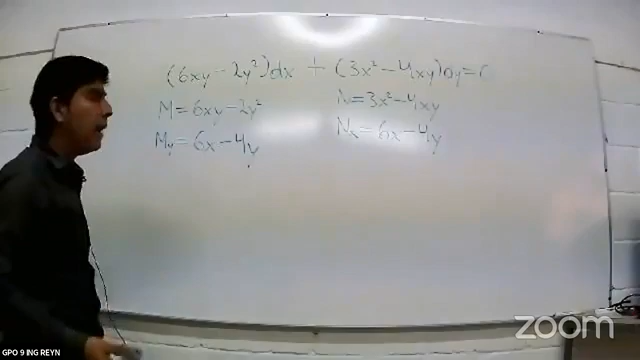 (6xy - 2y²)dx + (3x² - 4xy)dy = 0
M = 6xy - 2y² N = 3x² - 4xy
My = 6x - 4y Nx = 6x - 4y
zoom
GPO 9 ING REYN